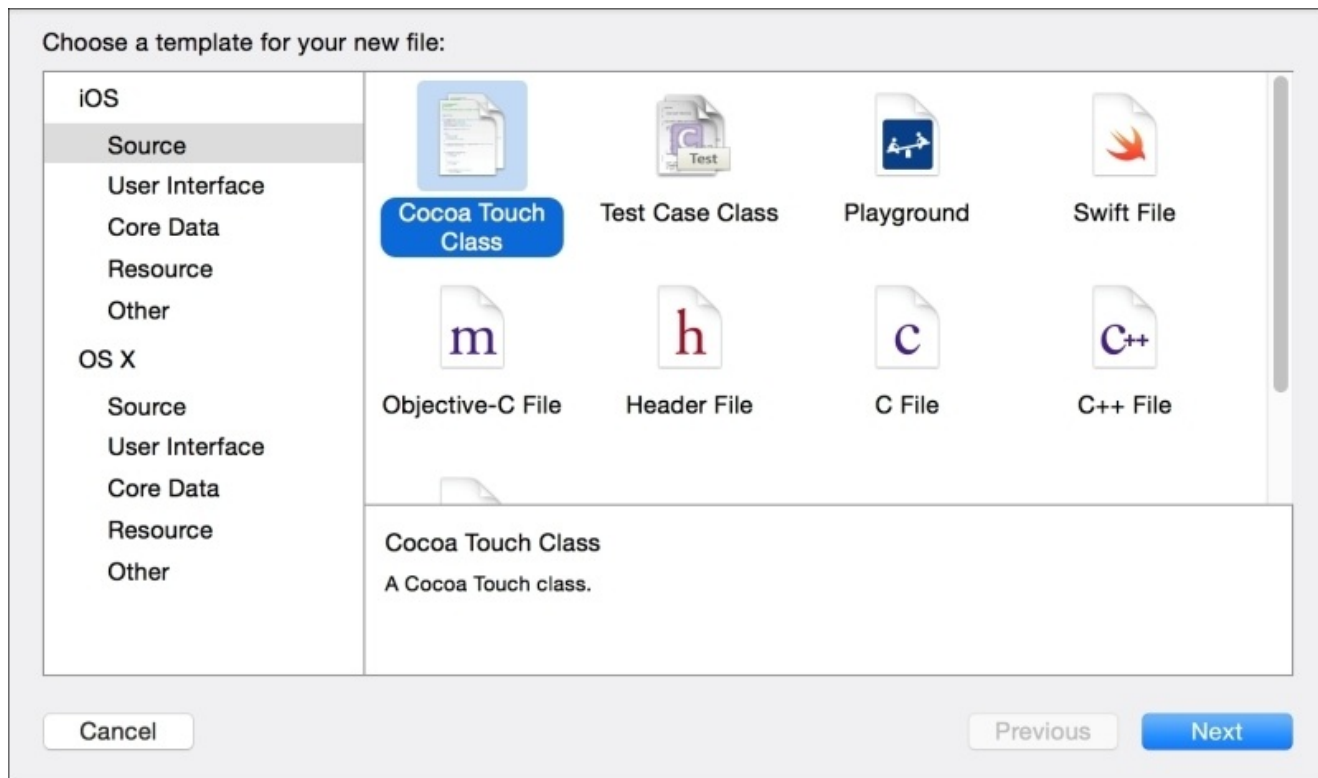 Choose a template for your new file:
iOS
Source
User Interface
Core Data
Resource
Other
OS X
Source
User Interface
Core Data
Resource
Other
C
Test
Cocoa Touch
Class
Test Case Class
Playground
Swift File
m
h
c
C++
Objective-C File
Header File
C File
C++ File
Cocoa Touch Class
A Cocoa Touch class.
Cancel
Previous
Next